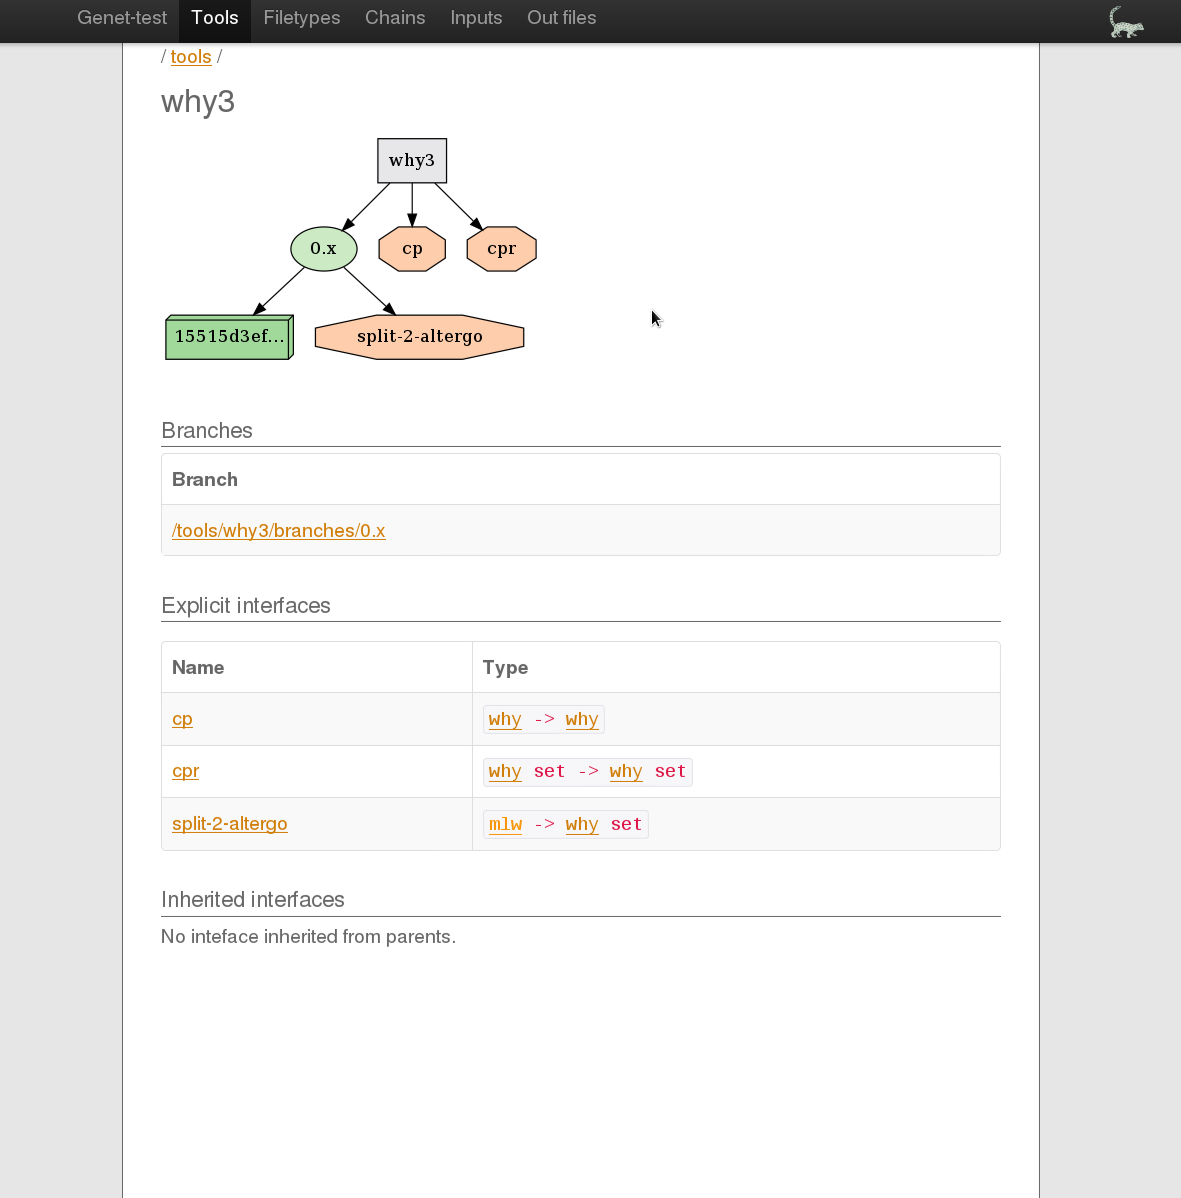 Genet-test Tools Filetypes Chains Inputs Out files
/ tools /
why3
why3
0.x cp cpr
15515d3ef... split-2-altergo
Branches
Branch
/tools/why3/branches/0.x
Explicit interfaces
Name Type
cp why -> why
cpr why set -> why set
split-2-altergo mlw -> why set
Inherited interfaces
No inteface inherited from parents.